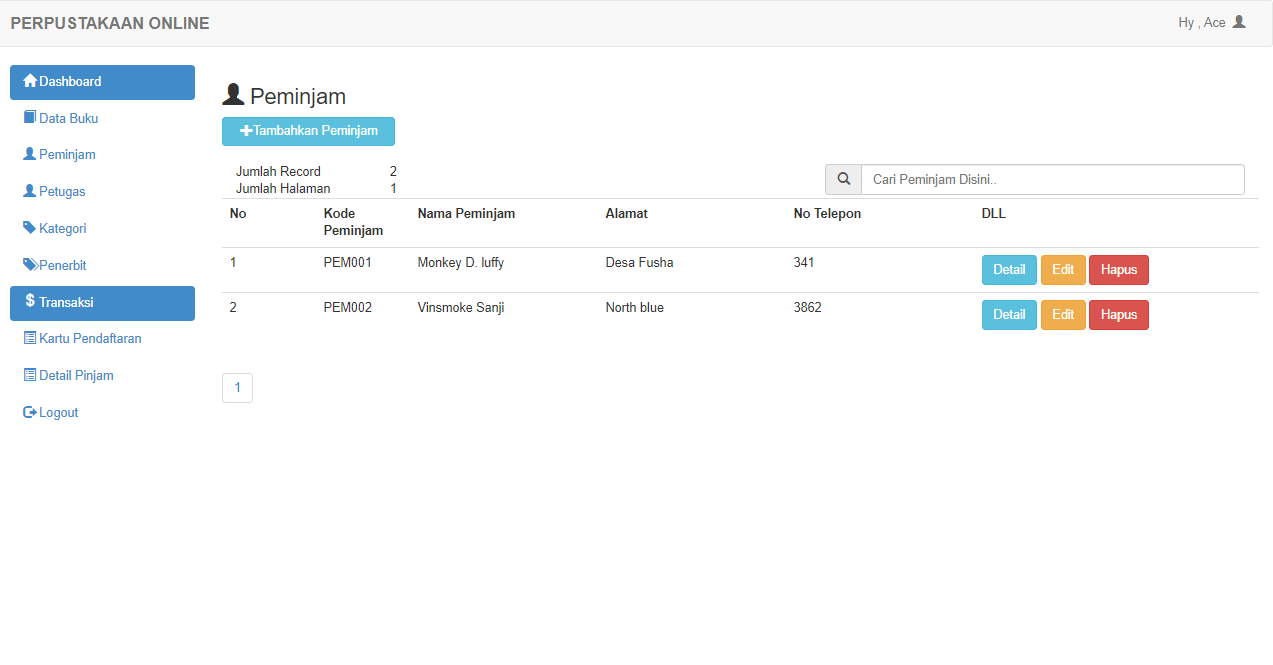 PERPUSTAKAAN ONLINE
Hy , Ace
Dashboard
Data Buku
Peminjam
Petugas
Kategori
Penerbit
Transaksi
Kartu Pendaftaran
Detail Pinjam
Logout
Peminjam
Tambahkan Peminjam
Jumlah Record 2
Jumlah Halaman 1
Cari Peminjam Disini..
No Kode Peminjam Nama Peminjam Alamat No Telepon DLL
1 PEM001 Monkey D. luffy Desa Fusha 341 Detail Edit Hapus
2 PEM002 Vinsmoke Sanji North blue 3862 Detail Edit Hapus
1